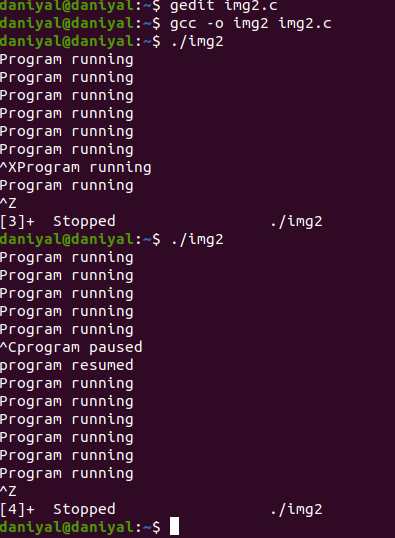 daniyal@daniyal:~$ gedit img2.c
daniyal@daniyal:~$ gcc -o img2 img2.c
daniyal@daniyal:~$ ./img2
Program running
Program running
Program running
Program running
Program running
Program running
^XProgram running
Program running
^Z
[3]+  Stopped                 ./img2
daniyal@daniyal:~$ ./img2
Program running
Program running
Program running
Program running
Program running
^Cprogram paused
program resumed
Program running
Program running
Program running
Program running
Program running
Program running
^Z
[4]+  Stopped                 ./img2
daniyal@daniyal:~$